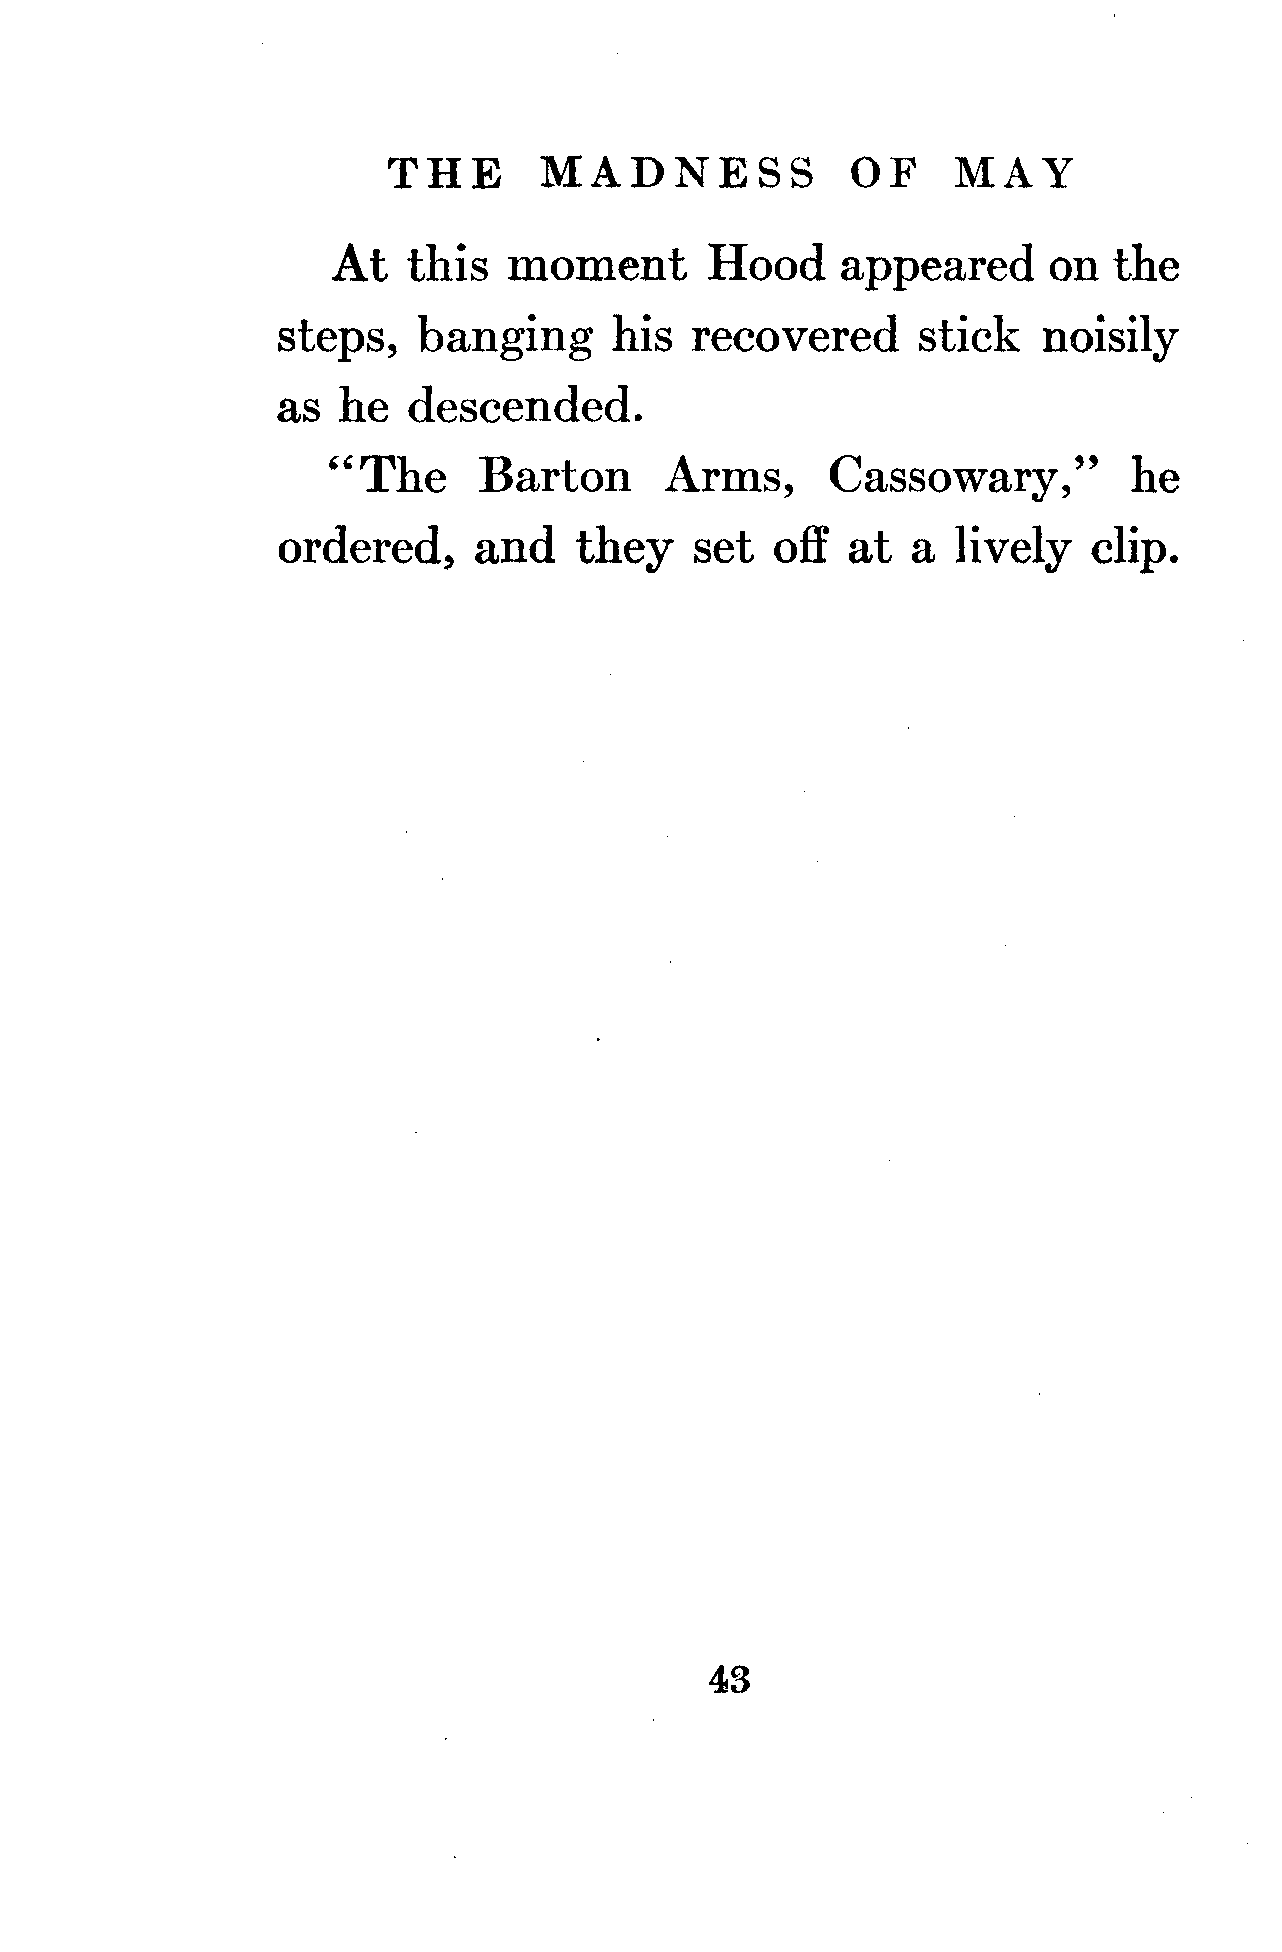 THE MADNESS OF MAY
At this moment Hood appeared on the
steps, banging his recovered stick noisily
as he descended.
“The Barton Arms, Cassowary,” he
ordered, and they set off at a lively clip.
43